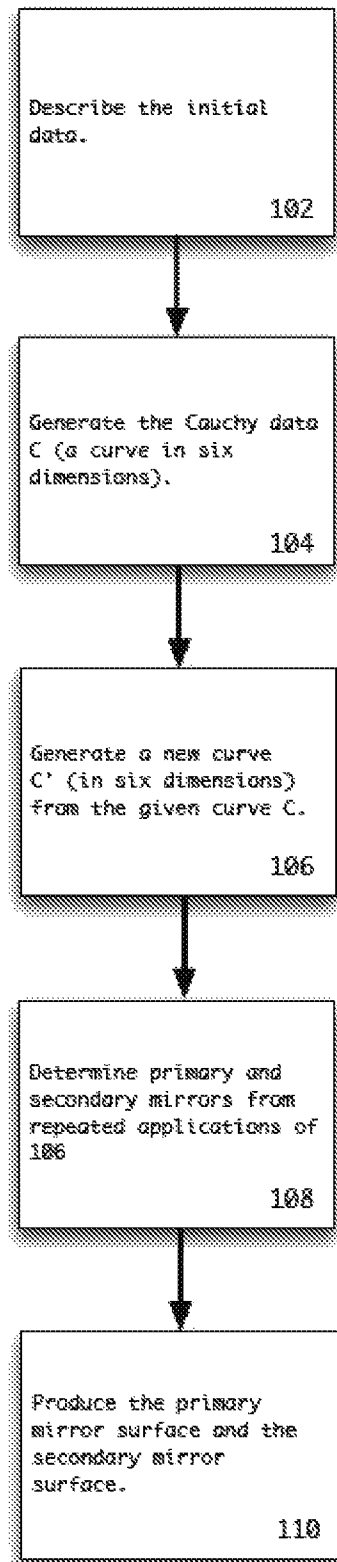 Describe the initial
data.
102
Generate the Cauchy data
C (a curve in six
dimensions).
104
Generate a new curve
C' (in six dimensions)
from the given curve C.
106
Determine primary and
secondary mirrors from
repeated applications of
106
108
Produce the primary
mirror surface and the
secondary mirror
surface.
110